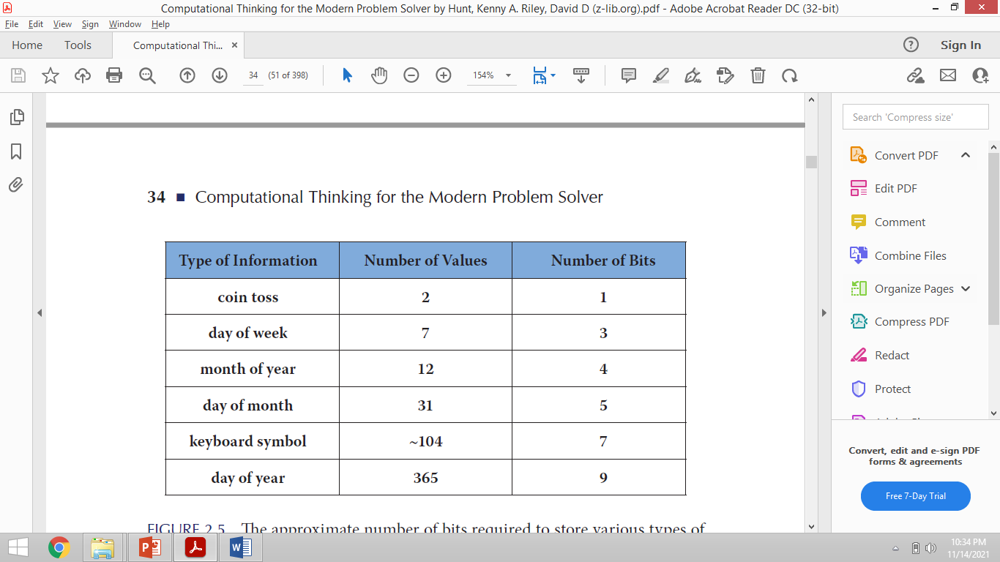 Computational Thinking for the Modern Problem Solver by Hunt, Kenny A. Riley, David D (z-lib.org).pdf - Adobe Acrobat Reader DC (32-bit)
File Edit View Sign Window Help
Home Tools Computational Thi... × Sign In
34 (51 of 398) 154%
Search 'Compress size'
Convert PDF
Edit PDF
Comment
Combine Files
Organize Pages
Compress PDF
Redact
Protect
Convert, edit and e-sign PDF
forms & agreements
Free 7-Day Trial
34 ■ Computational Thinking for the Modern Problem Solver
Type of Information Number of Values Number of Bits
coin toss 2 1
day of week 7 3
month of year 12 4
day of month 31 5
keyboard symbol ~104 7
day of year 365 9
FIGURE 2.5 The approximate number of bits required to store various types of
10:34 PM
11/14/2021